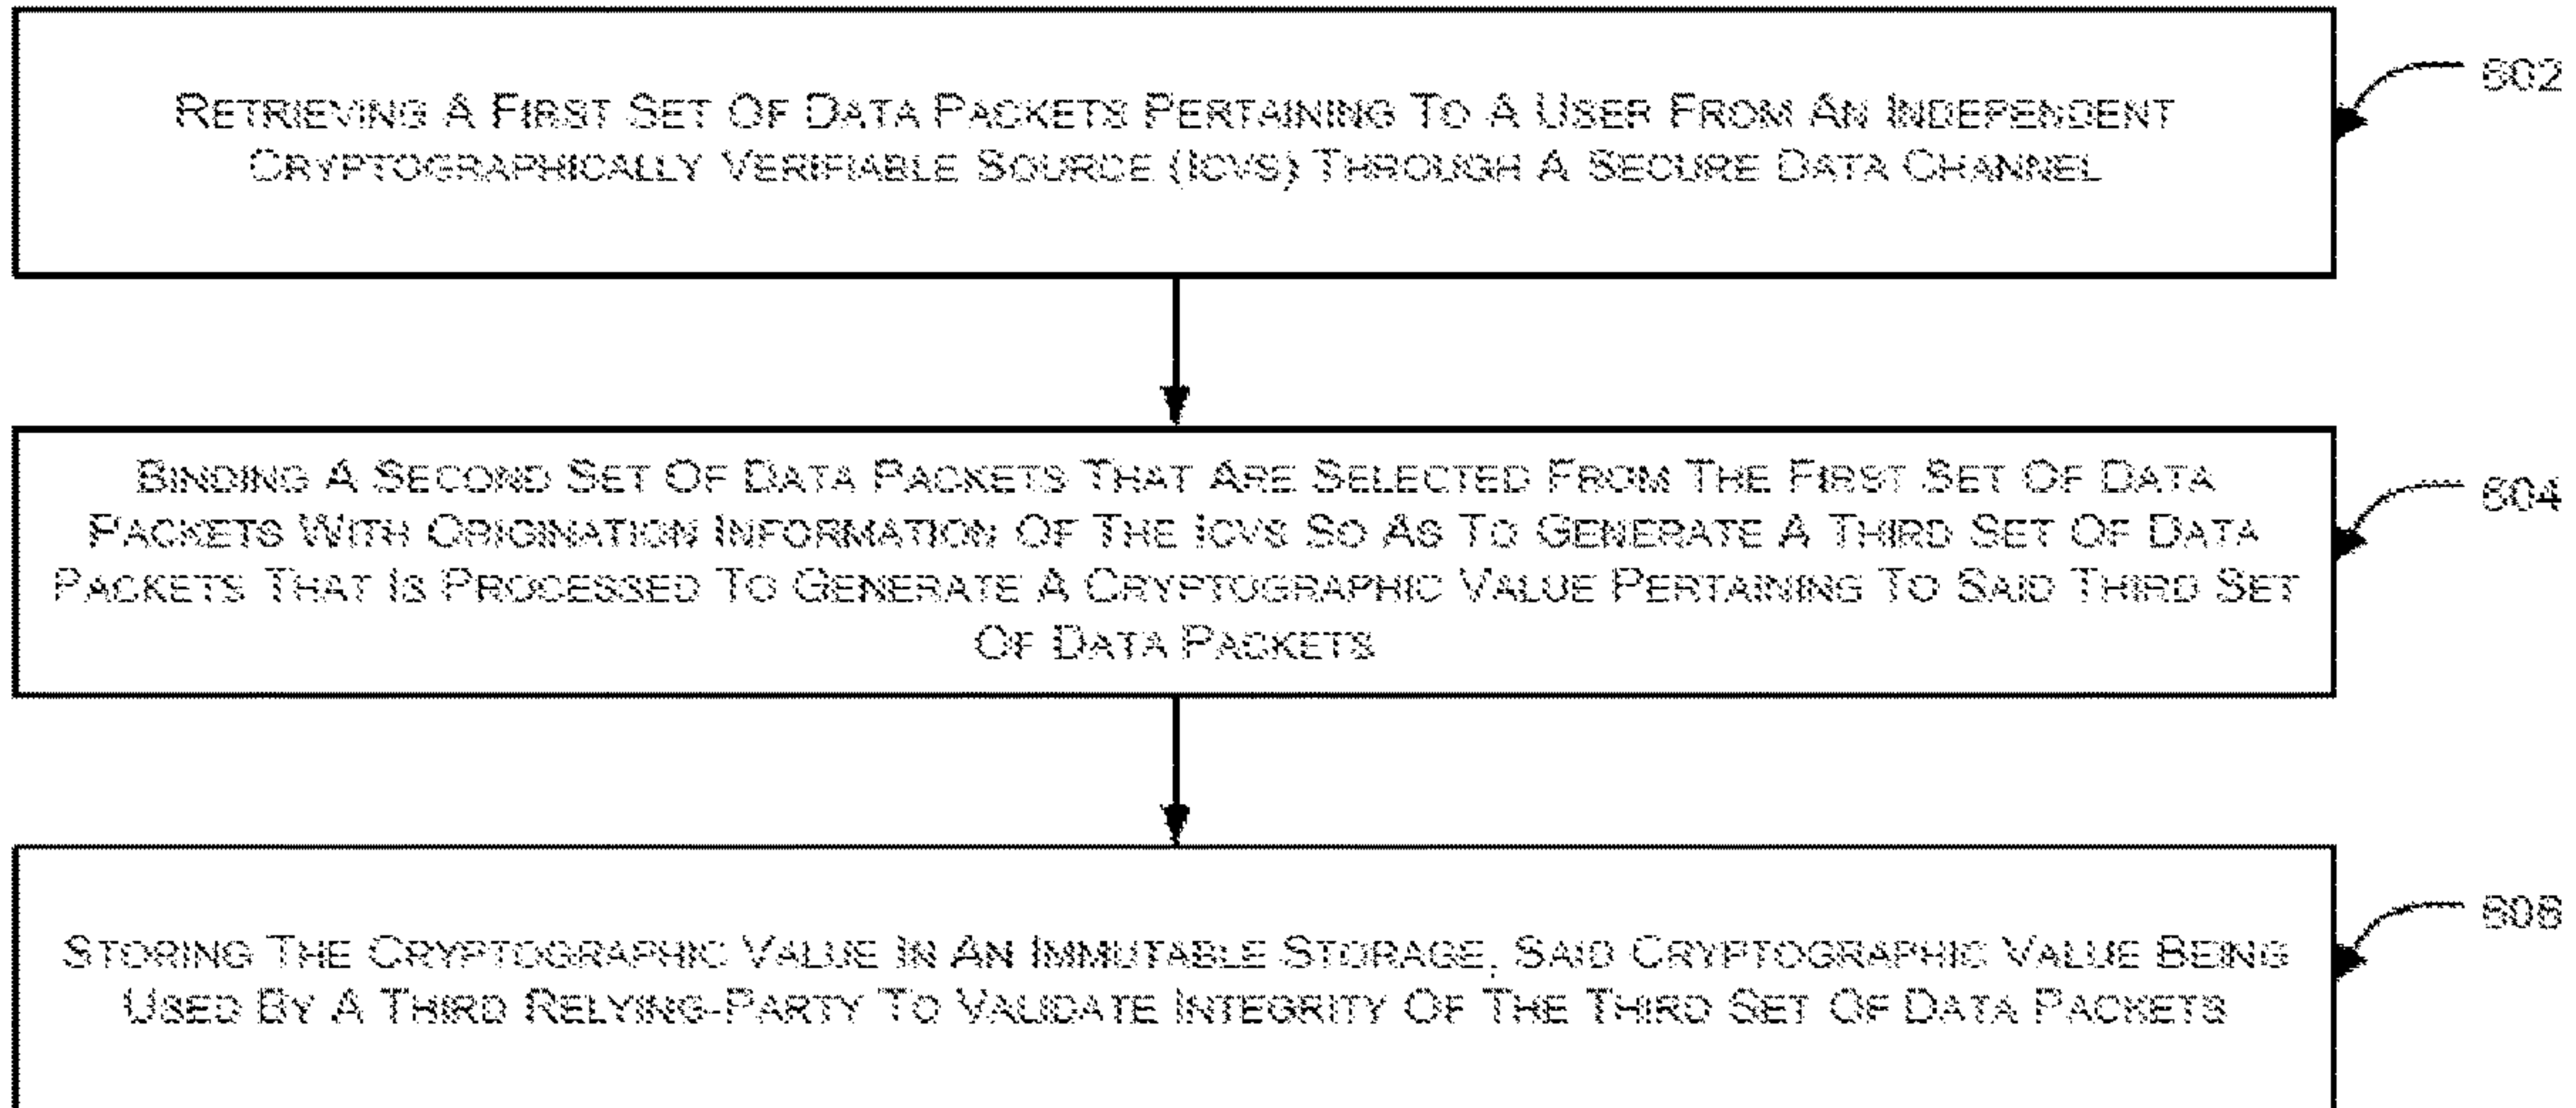 RETRIEVING A FIRST SET OF DATA PACKETS PERTAINING TO A USER FROM AN INDEPENDENT
CRYPTOGRAPHICALLY VERIFIABLE SOURCE (ICVS) THROUGH A SECURE DATA CHANNEL
602
BINDING A SECOND SET OF DATA PACKETS THAT ARE SELECTED FROM THE FIRST SET OF DATA
PACKETS WITH ORIGINATION INFORMATION OF THE ICVS SO AS TO GENERATE A THIRD SET OF DATA
PACKETS THAT IS PROCESSED TO GENERATE A CRYPTOGRAPHIC VALUE PERTAINING TO SAID THIRD SET
OF DATA PACKETS
604
STORING THE CRYPTOGRAPHIC VALUE IN AN IMMUTABLE STORAGE, SAID CRYPTOGRAPHIC VALUE BEING
USED BY A THIRD RELYING-PARTY TO VALIDATE INTEGRITY OF THE THIRD SET OF DATA PACKETS